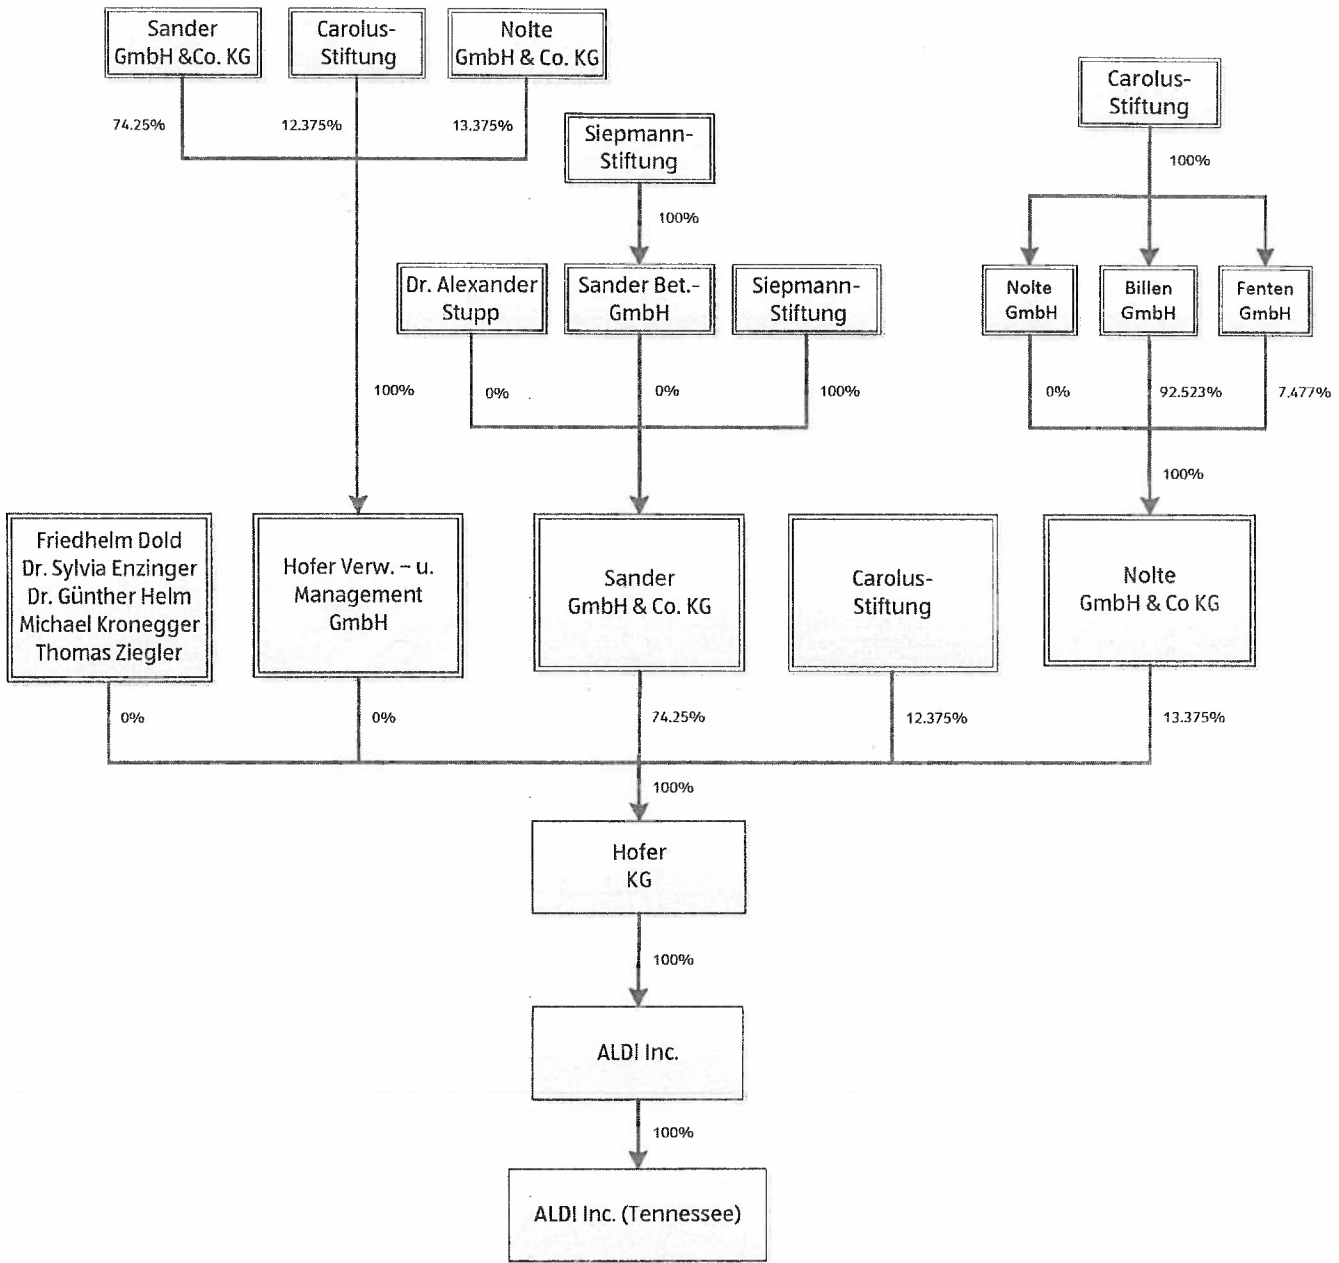 Sander
GmbH &Co. KG
Carolus-
Stiftung
Nolte
GmbH & Co. KG
74.25%
12.375%
13.375%
Carolus-
Stiftung
100%
Siepmann-
Stiftung
100%
Dr. Alexander
Stupp
Sander Bet.-
GmbH
Siepmann-
Stiftung
Nolte
GmbH
Billen
GmbH
Fenten
GmbH
100%
0%
0%
100%
0%
92.523%
7.477%
100%
Friedhelm Dold
Dr. Sylvia Enzinger
Dr. Günther Helm
Michael Kronegger
Thomas Ziegler
Hofer Verw. – u.
Management
GmbH
Sander
GmbH & Co. KG
Carolus-
Stiftung
Nolte
GmbH & Co KG
0%
0%
74.25%
12.375%
13.375%
100%
Hofer
KG
100%
ALDI Inc.
100%
ALDI Inc. (Tennessee)